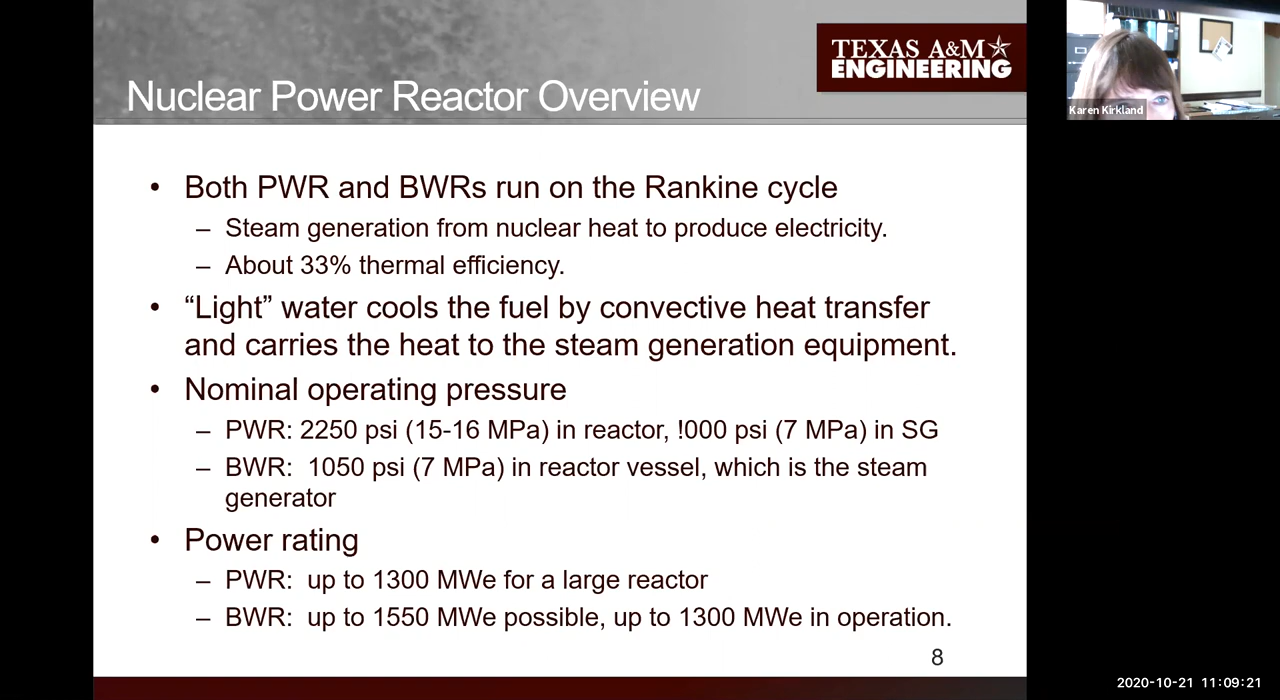 TEXAS A&M
ENGINEERING
Nuclear Power Reactor Overview
• Both PWR and BWRs run on the Rankine cycle
– Steam generation from nuclear heat to produce electricity.
– About 33% thermal efficiency.
• “Light” water cools the fuel by convective heat transfer
and carries the heat to the steam generation equipment.
• Nominal operating pressure
– PWR: 2250 psi (15-16 MPa) in reactor, !000 psi (7 MPa) in SG
– BWR:  1050 psi (7 MPa) in reactor vessel, which is the steam
generator
• Power rating
– PWR:  up to 1300 MWe for a large reactor
– BWR:  up to 1550 MWe possible, up to 1300 MWe in operation.
8
Karen Kirkland
2020-10-21 11:09:21